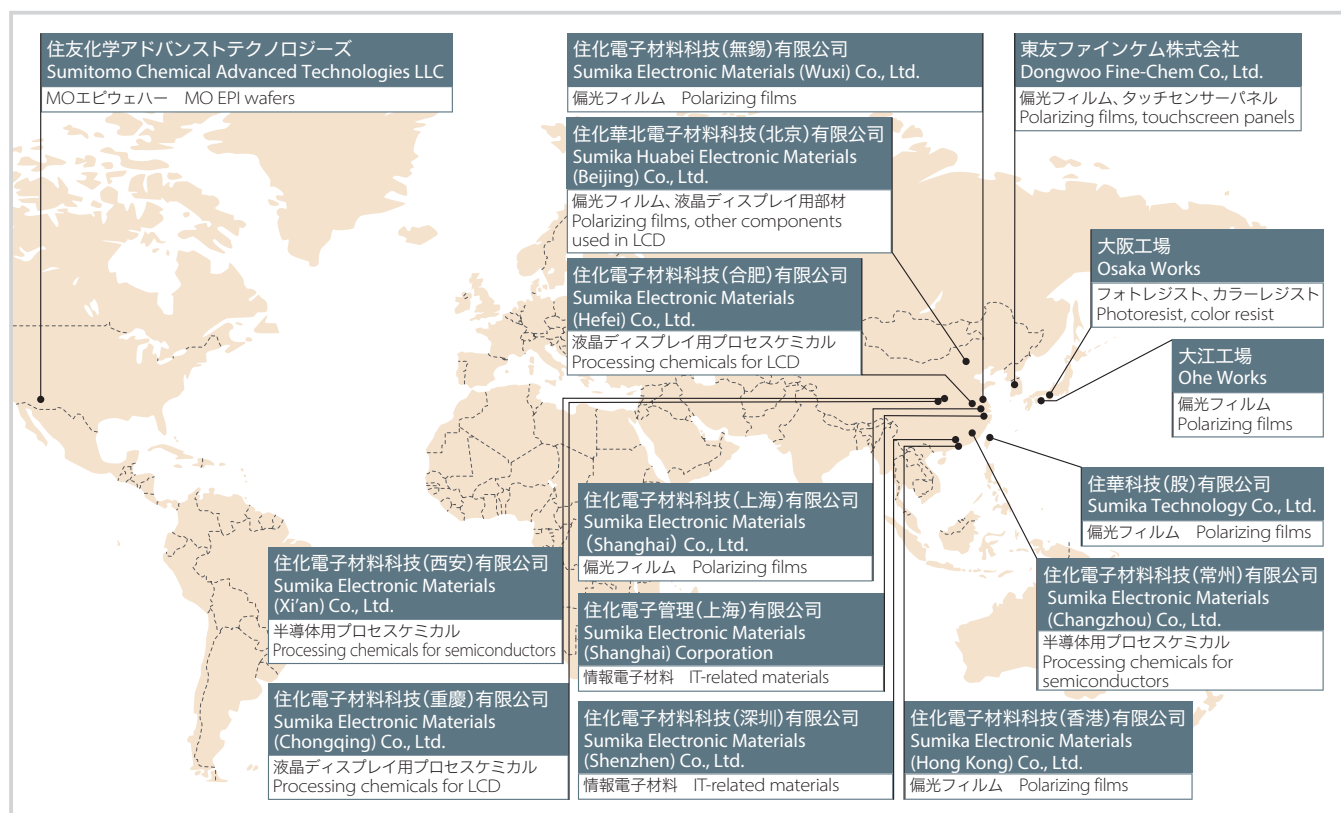 住友化学アドバンストテクノロジーズ
Sumitomo Chemical Advanced Technologies LLC
MOエピウェハー　MO EPI wafers
住化電子材料科技（無錫）有限公司
Sumika Electronic Materials (Wuxi) Co., Ltd.
偏光フィルム　Polarizing films
東友ファインケム株式会社
Dongwoo Fine-Chem Co., Ltd.
偏光フィルム、タッチセンサーパネル
Polarizing films, touchscreen panels
住化華北電子材料科技（北京）有限公司
Sumika Huabei Electronic Materials
(Beijing) Co., Ltd.
偏光フィルム、液晶ディスプレイ用部材
Polarizing films, other components
used in LCD
大阪工場
Osaka Works
フォトレジスト、カラーレジスト
Photoresist, color resist
住化電子材料科技（合肥）有限公司
Sumika Electronic Materials
(Hefei) Co., Ltd.
液晶ディスプレイ用プロセスケミカル
Processing chemicals for LCD
大江工場
Ohe Works
偏光フィルム
Polarizing films
住化電子材料科技（上海）有限公司
Sumika Electronic Materials
（Shanghai） Co., Ltd.
偏光フィルム　Polarizing films
住華科技（股）有限公司
Sumika Technology Co., Ltd.
偏光フィルム　Polarizing films
住化電子材料科技（西安）有限公司
Sumika Electronic Materials
(Xi’an) Co., Ltd.
半導体用プロセスケミカル
Processing chemicals for semiconductors
住化電子管理（上海）有限公司
Sumika Electronic Materials
(Shanghai) Corporation
情報電子材料　IT-related materials
住化電子材料科技（常州）有限公司
Sumika Electronic Materials
(Changzhou) Co., Ltd.
半導体用プロセスケミカル
Processing chemicals for
semiconductors
住化電子材料科技（重慶）有限公司
Sumika Electronic Materials
(Chongqing) Co., Ltd.
液晶ディスプレイ用プロセスケミカル
Processing chemicals for LCD
住化電子材料科技（深圳）有限公司
Sumika Electronic Materials
(Shenzhen) Co., Ltd.
情報電子材料　IT-related materials
住化電子材料科技（香港）有限公司
Sumika Electronic Materials
(Hong Kong) Co., Ltd.
偏光フィルム　Polarizing films